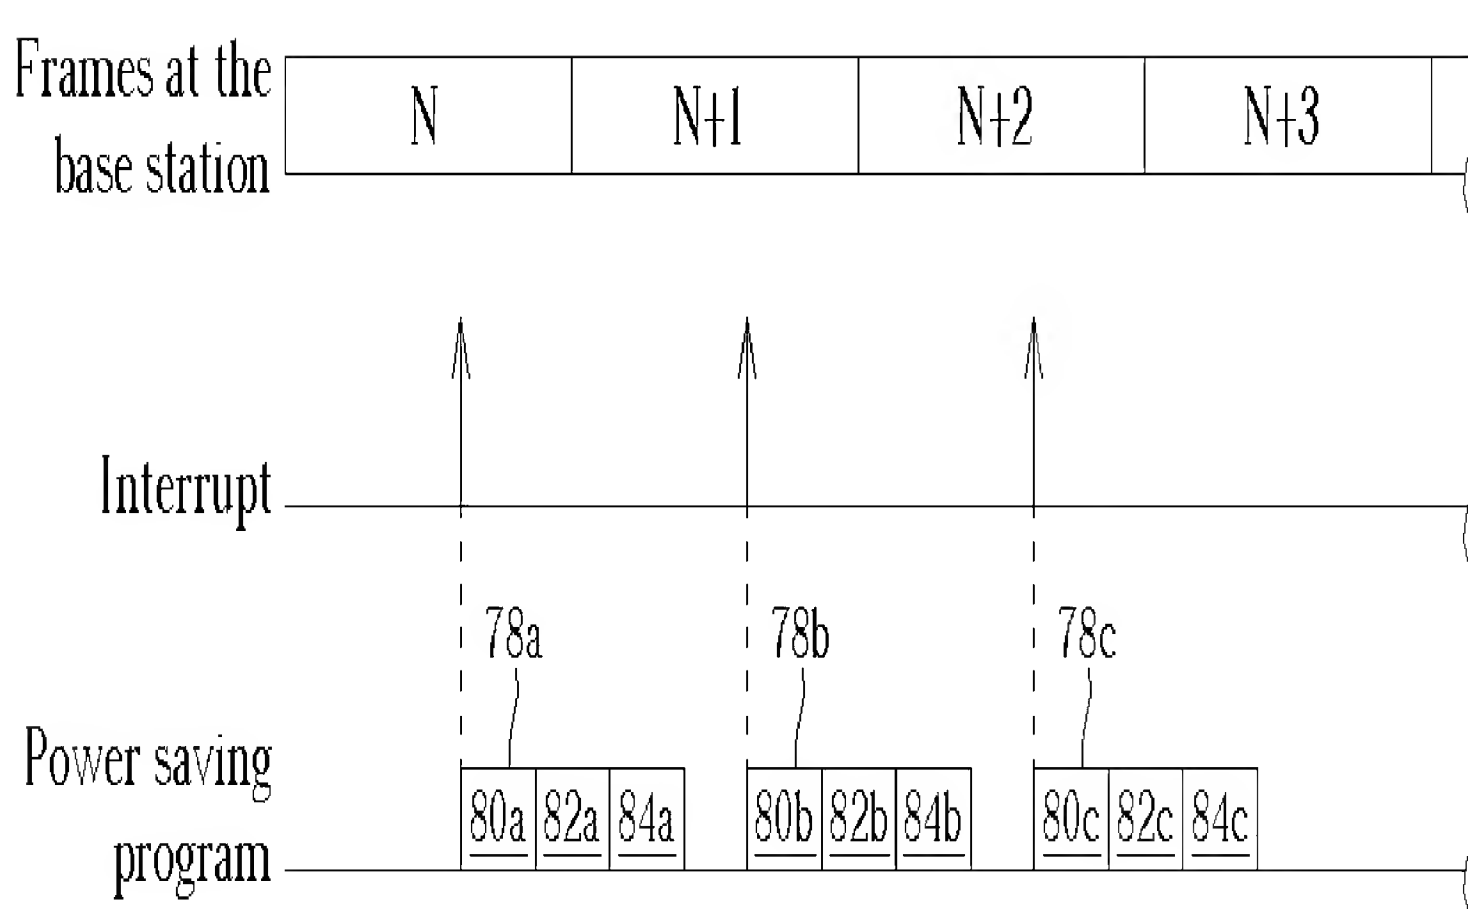 Frames at the
base station
N N+1 N+2 N+3
Interrupt
78a 78b 78c
Power saving
program
80a 82a 84a 80b 82b 84b 80c 82c 84c